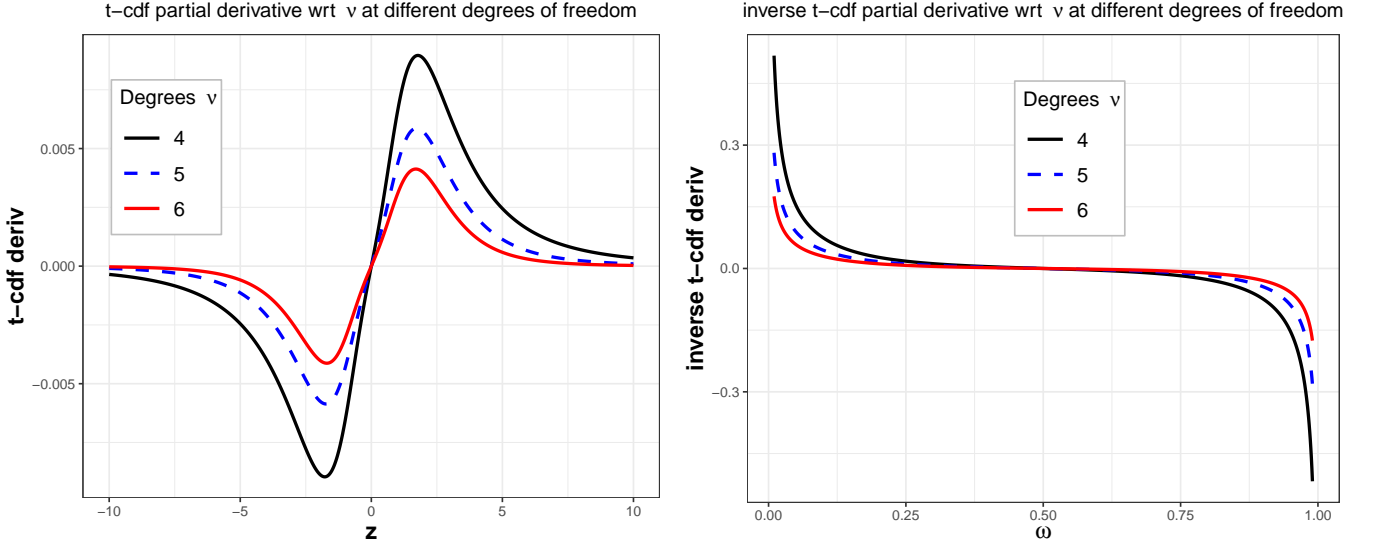 t−cdf partial derivative wrt ν at different degrees of freedom
t−cdf deriv
0.005
0.000
−0.005
Degrees ν
4
5
6
−10
−5
0
5
10
z
inverse t−cdf partial derivative wrt ν at different degrees of freedom
inverse t−cdf deriv
0.3
0.0
−0.3
Degrees ν
4
5
6
0.00
0.25
0.50
0.75
1.00
ω